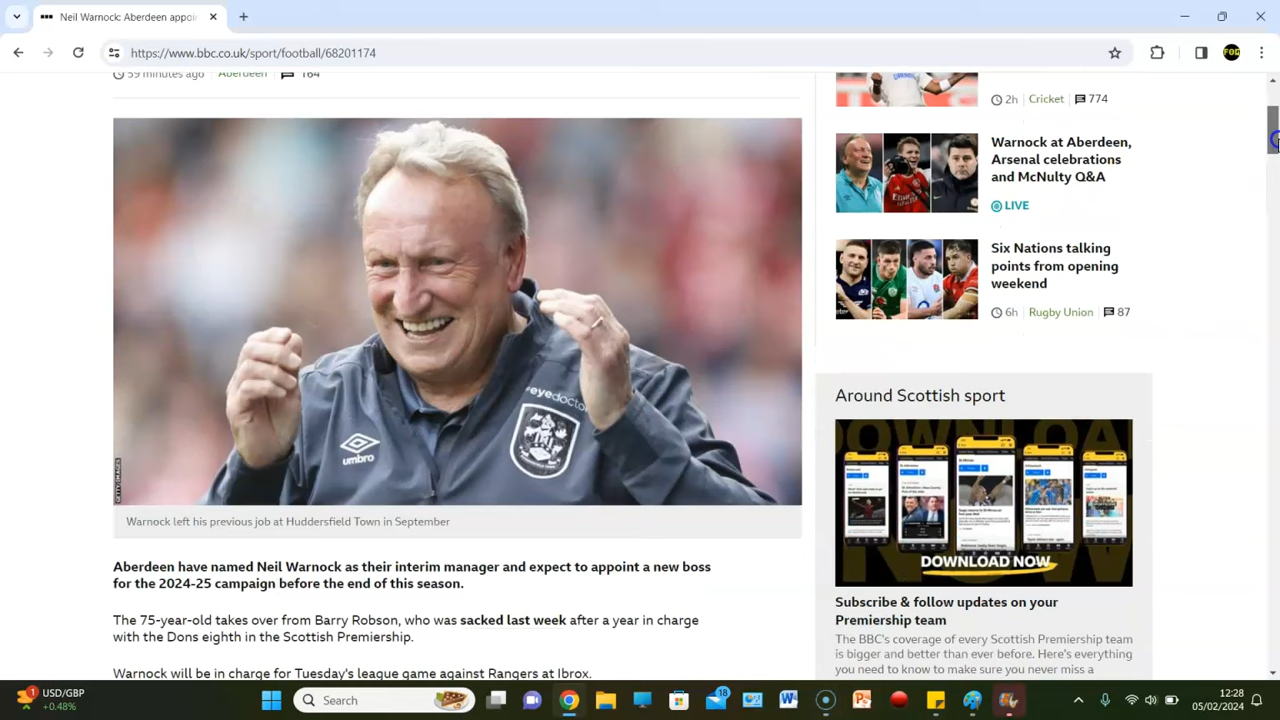 Neil Warnock: Aberdeen appoi
https://www.bbc.co.uk/sport/football/68201174
59 minutes ago Aberdeen 164
#eyedoctor
umbro
GETTY IMAGES
Warnock left his previous job at Huddersfield Town in September
Aberdeen have named Neil Warnock as their interim manager and expect to appoint a new boss
for the 2024-25 campaign before the end of this season.
The 75-year-old takes over from Barry Robson, who was sacked last week after a year in charge
with the Dons eighth in the Scottish Premiership.
Warnock will be in charge for Tuesday's league game against Rangers at Ibrox.
2h Cricket 774
Warnock at Aberdeen,
Arsenal celebrations
and McNulty Q&A
LIVE
Six Nations talking
points from opening
weekend
6h Rugby Union 87
Around Scottish sport
DOWNLOAD NOW
Subscribe & follow updates on your
Premiership team
The BBC's coverage of every Scottish Premiership team
is bigger and better than ever before. Here's everything
you need to know to make sure you never miss a
1
USD/GBP
+0.48%
Search
18
12:28
05/02/2024